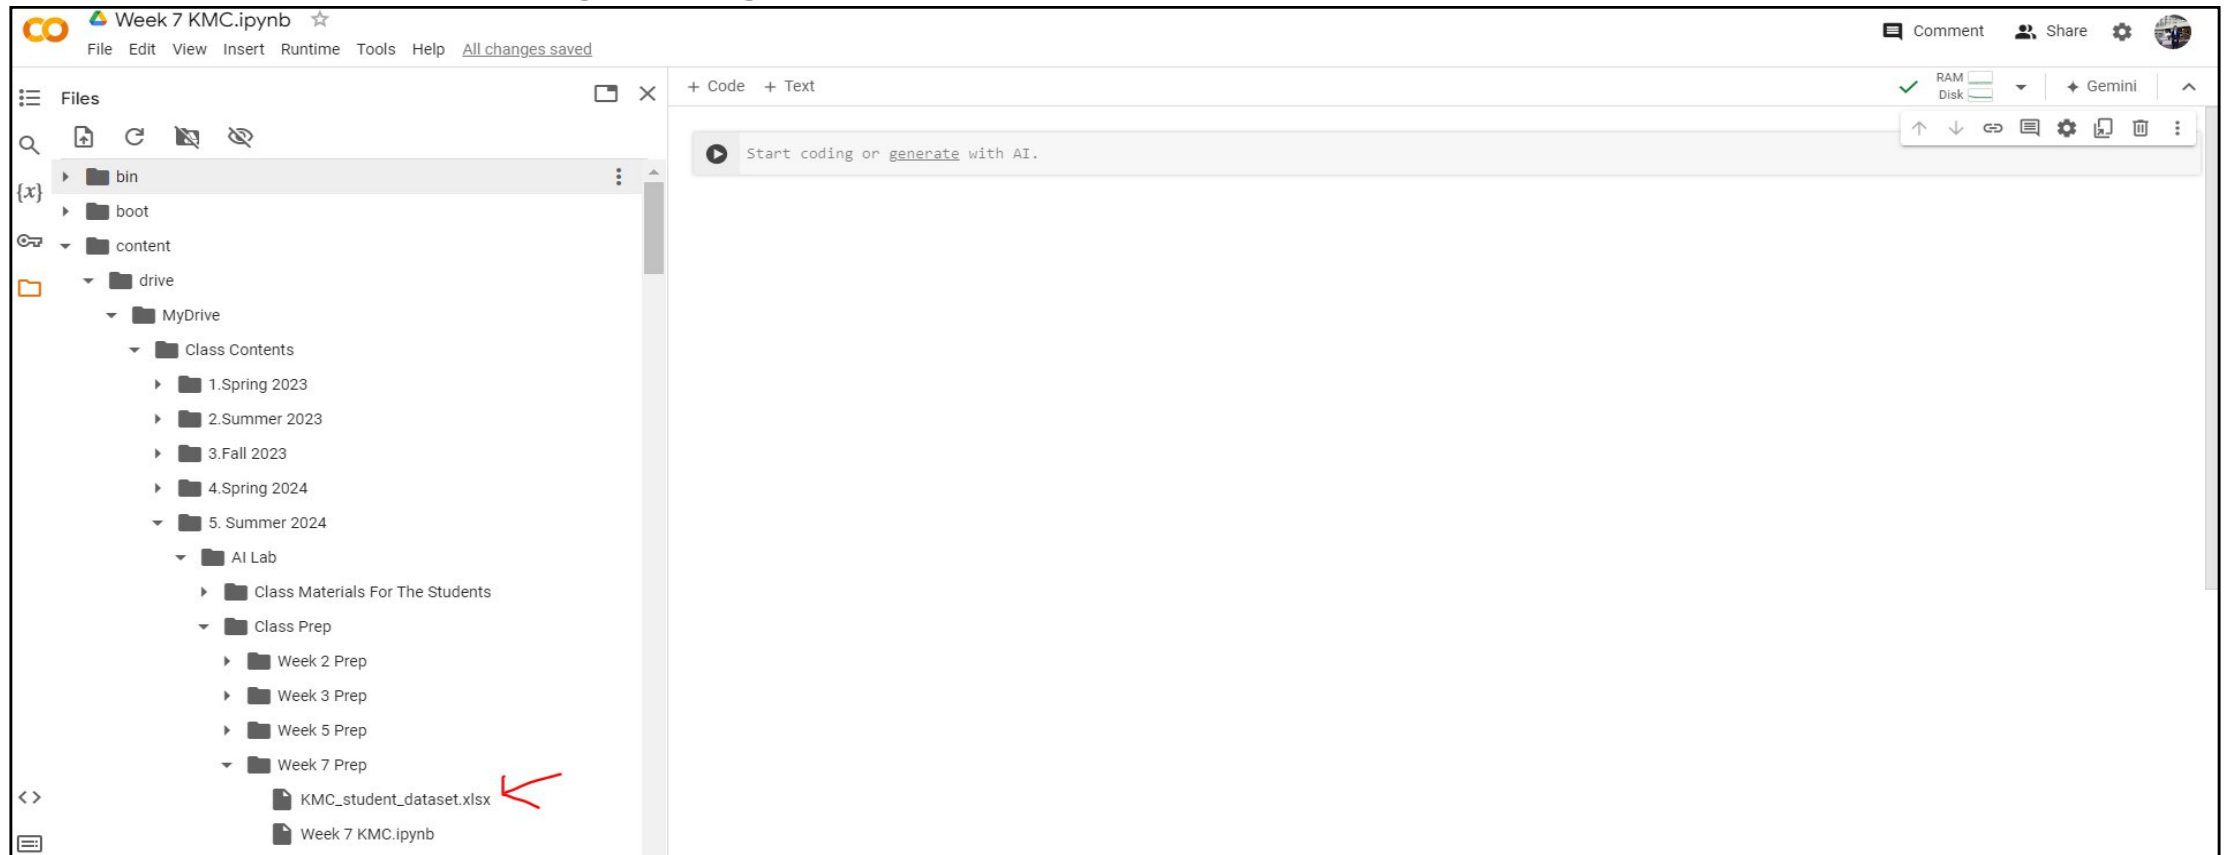 Week 7 KMC.ipynb
File Edit View Insert Runtime Tools Help All changes saved
Comment Share
Files
+ Code + Text
RAM
Disk
Gemini
{x}
Start coding or generate with AI.
bin
boot
content
drive
MyDrive
Class Contents
1.Spring 2023
2.Summer 2023
3.Fall 2023
4.Spring 2024
5. Summer 2024
AI Lab
Class Materials For The Students
Class Prep
Week 2 Prep
Week 3 Prep
Week 5 Prep
Week 7 Prep
KMC_student_dataset.xlsx
Week 7 KMC.ipynb